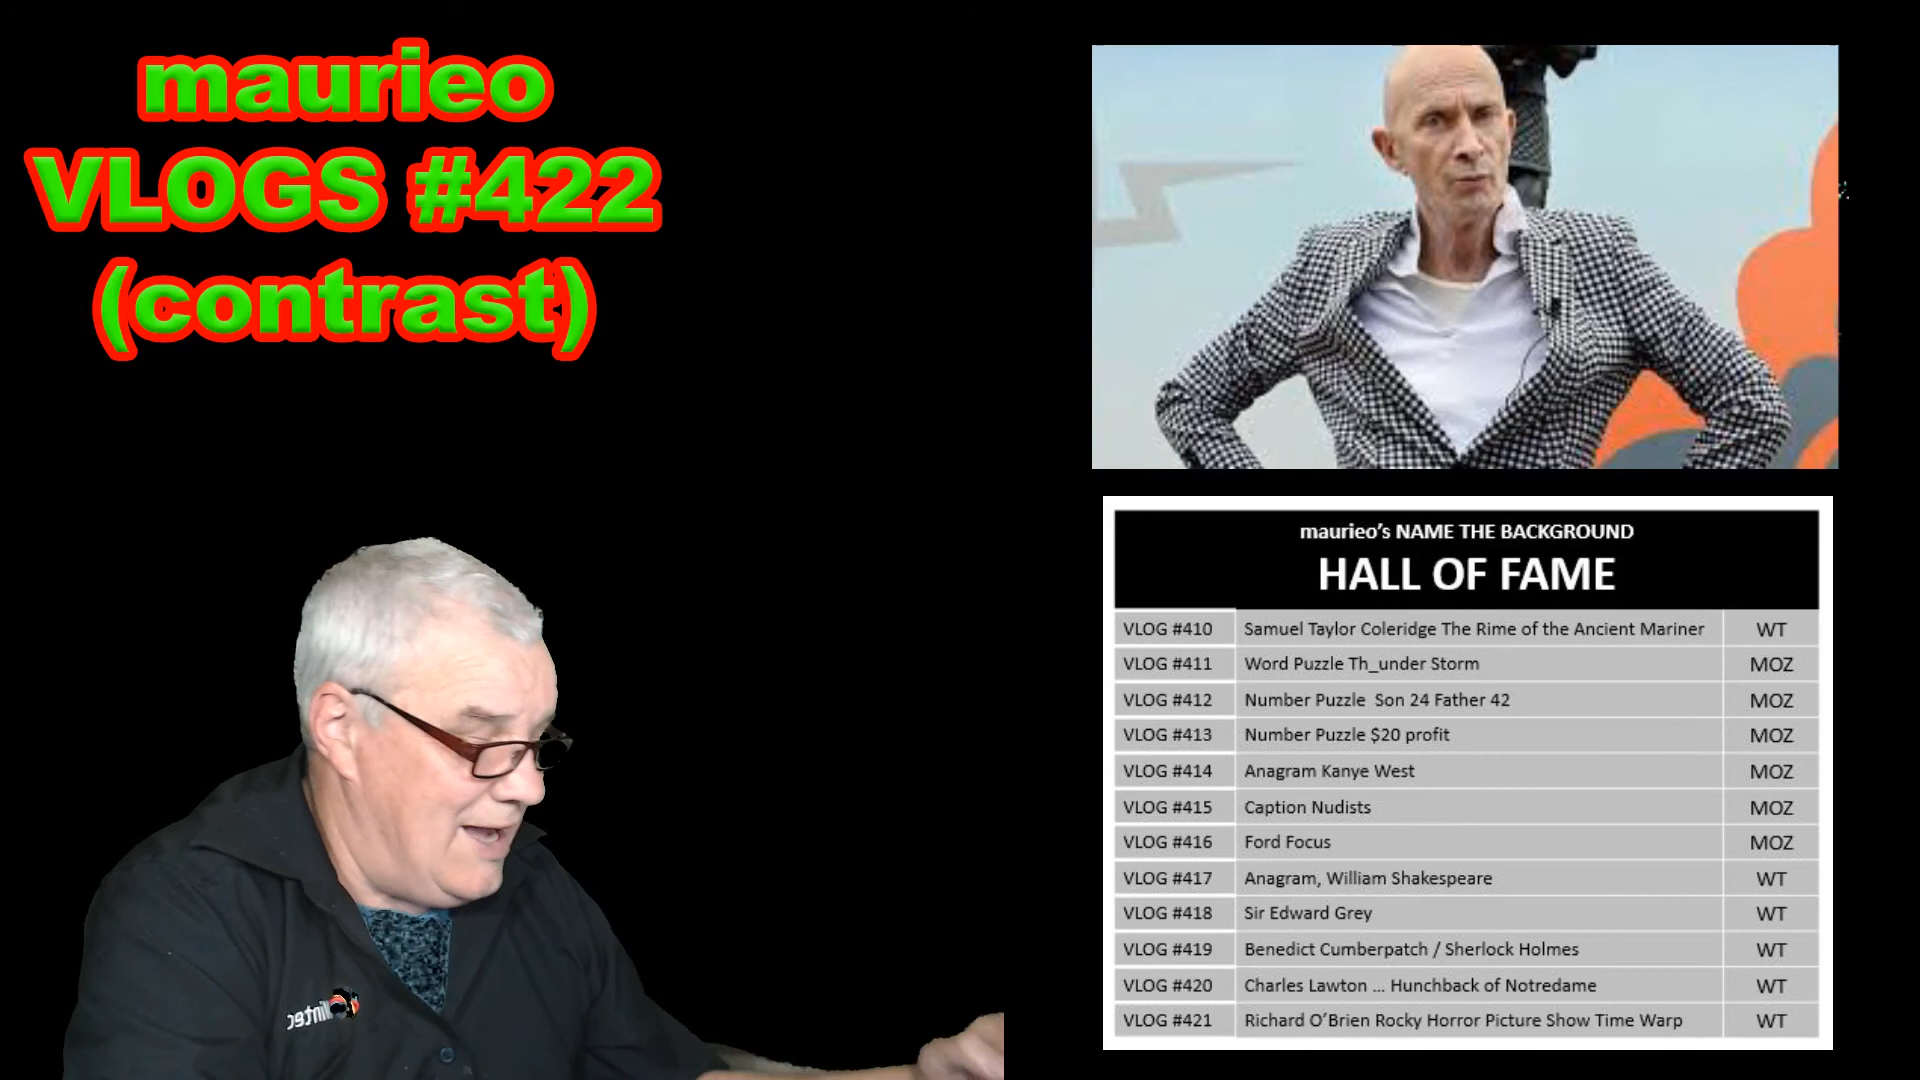 maurieo
VLOGS #422
(contrast)
maurieo's NAME THE BACKGROUND
HALL OF FAME
VLOG #410 Samuel Taylor Coleridge The Rime of the Ancient Mariner WT
VLOG #411 Word Puzzle Th_under Storm MOZ
VLOG #412 Number Puzzle Son 24 Father 42 MOZ
VLOG #413 Number Puzzle $20 profit MOZ
VLOG #414 Anagram Kanye West MOZ
VLOG #415 Caption Nudists MOZ
VLOG #416 Ford Focus MOZ
VLOG #417 Anagram, William Shakespeare WT
VLOG #418 Sir Edward Grey WT
VLOG #419 Benedict Cumberpatch / Sherlock Holmes WT
VLOG #420 Charles Lawton ... Hunchback of Notredame WT
VLOG #421 Richard O'Brien Rocky Horror Picture Show Time Warp WT